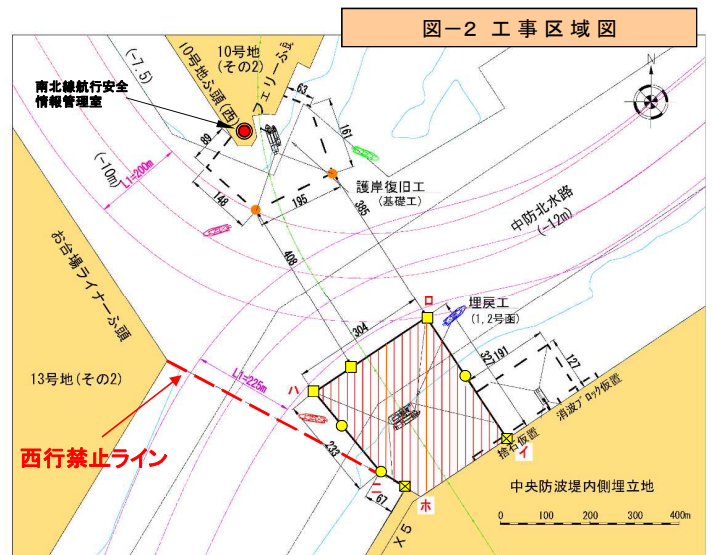 図－2 工事区域図
10号地
(その2)
10号地ふ頭(西)
フェリーふ頭
南北線航行安全
情報管理室
(-7.5)
(-10m)
L1=200m
89
148
63
161
195
385
408
護岸復旧工
(基礎工)
中防北水路
(-12m)
N
お台場ライナーふ頭
13号地(その2)
L1=225m
西行禁止ライン
ロ
埋戻工
(1,2号函)
304
191
127
ハ
233
ニ
67
ホ
イ
捨石仮置
消波ブロック仮置
中央防波堤内側埋立地
X5
0 100 200 300 400m